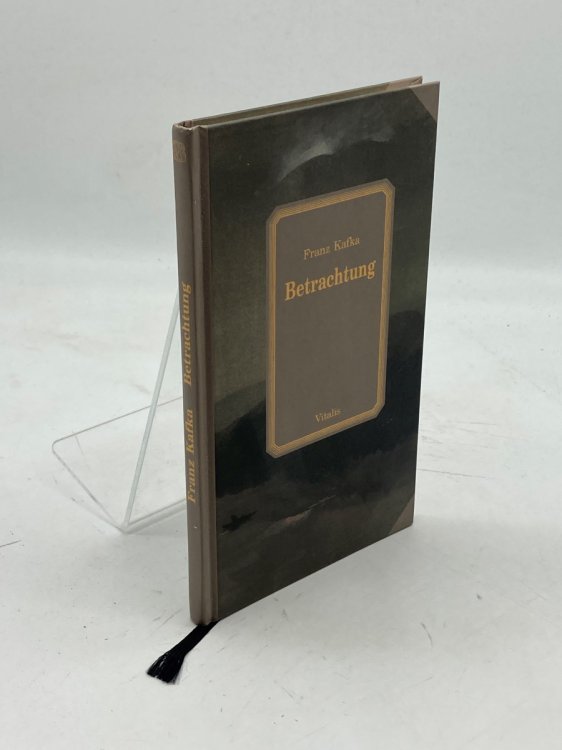 Franz Kafka
Betrachtung
Vitalis
Franz Kafka Betrachtung